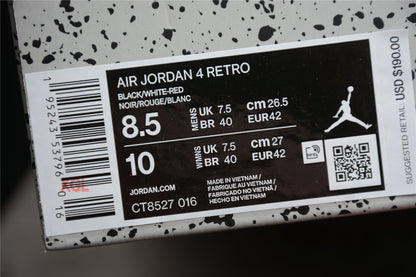 AIR JORDAN 4 RETRO
BLACK/WHITE-RED
NOIR/ROUGE/BLANC
8.5 MENS UK 7.5 cm 26.5
BR 40 EUR42
10 WMNS UK 7.5 cm 27
BR 40 EUR42
JORDAN.COM
CT8527 016
MADE IN VIETNAM /
FABRIQUE AU VIETNAM /
FABRICADO NO VIETNÃ /
HECHO EN VIETNAM
SUGGESTED RETAIL: USD $190.00